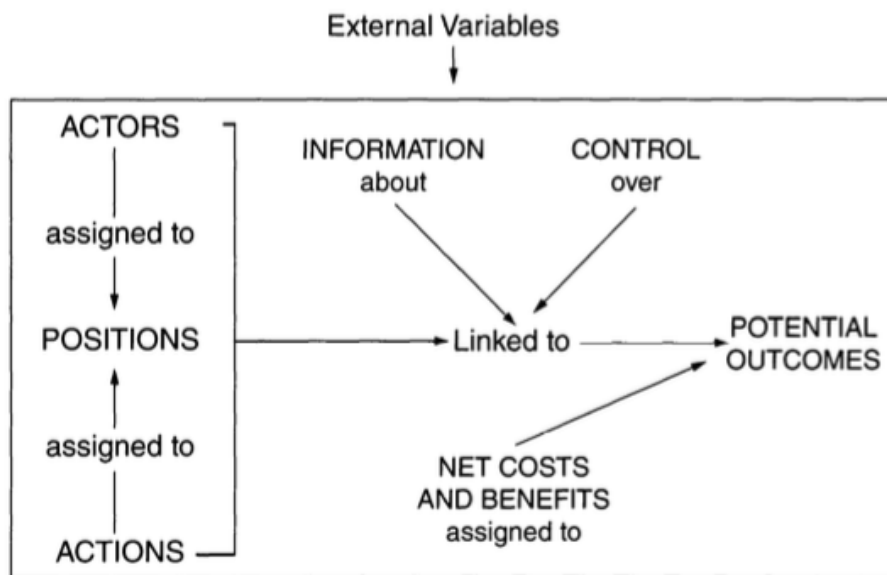 External Variables
ACTORS
assigned to
POSITIONS
assigned to
ACTIONS
INFORMATION
about
CONTROL
over
Linked to
POTENTIAL
OUTCOMES
NET COSTS
AND BENEFITS
assigned to